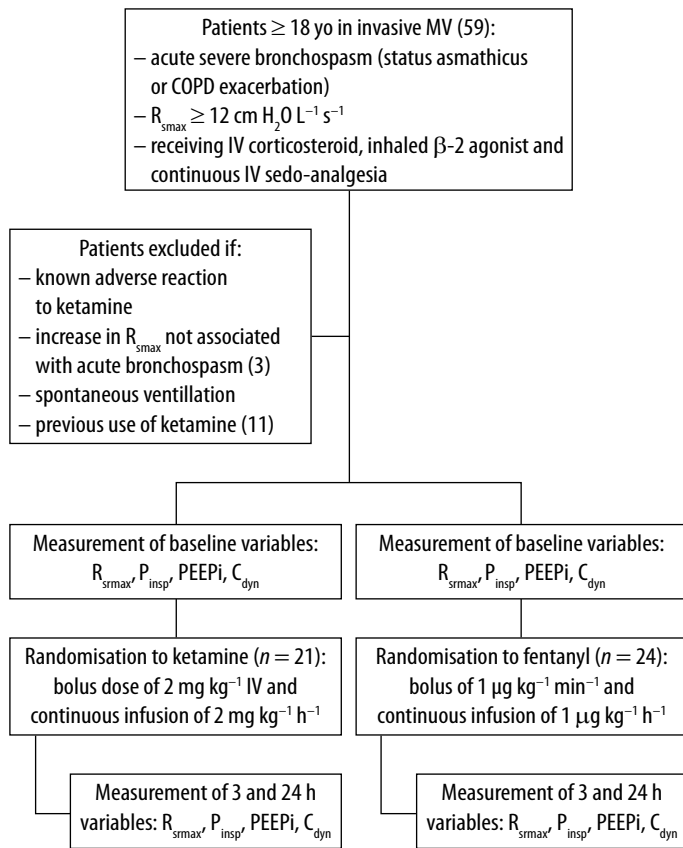 Patients ≥ 18 yo in invasive MV (59):
– acute severe bronchospasm (status asmathicus
or COPD exacerbation)
– Rsmax ≥ 12 cm H₂O L⁻¹ s⁻¹
– receiving IV corticosteroid, inhaled β-2 agonist and
continuous IV sedo-analgesia
Patients excluded if:
– known adverse reaction
to ketamine
– increase in Rsmax not associated
with acute bronchospasm (3)
– spontaneous ventillation
– previous use of ketamine (11)
Measurement of baseline variables:
Rsrmax, Pinsp, PEEPi, Cdyn
Measurement of baseline variables:
Rsrmax, Pinsp, PEEPi, Cdyn
Randomisation to ketamine (n = 21):
bolus dose of 2 mg kg⁻¹ IV and
continuous infusion of 2 mg kg⁻¹ h⁻¹
Randomisation to fentanyl (n = 24):
bolus of 1 µg kg⁻¹ min⁻¹ and
continuous infusion of 1 µg kg⁻¹ h⁻¹
Measurement of 3 and 24 h
variables: Rsrmax, Pinsp, PEEPi, Cdyn
Measurement of 3 and 24 h
variables: Rsrmax, Pinsp, PEEPi, Cdyn